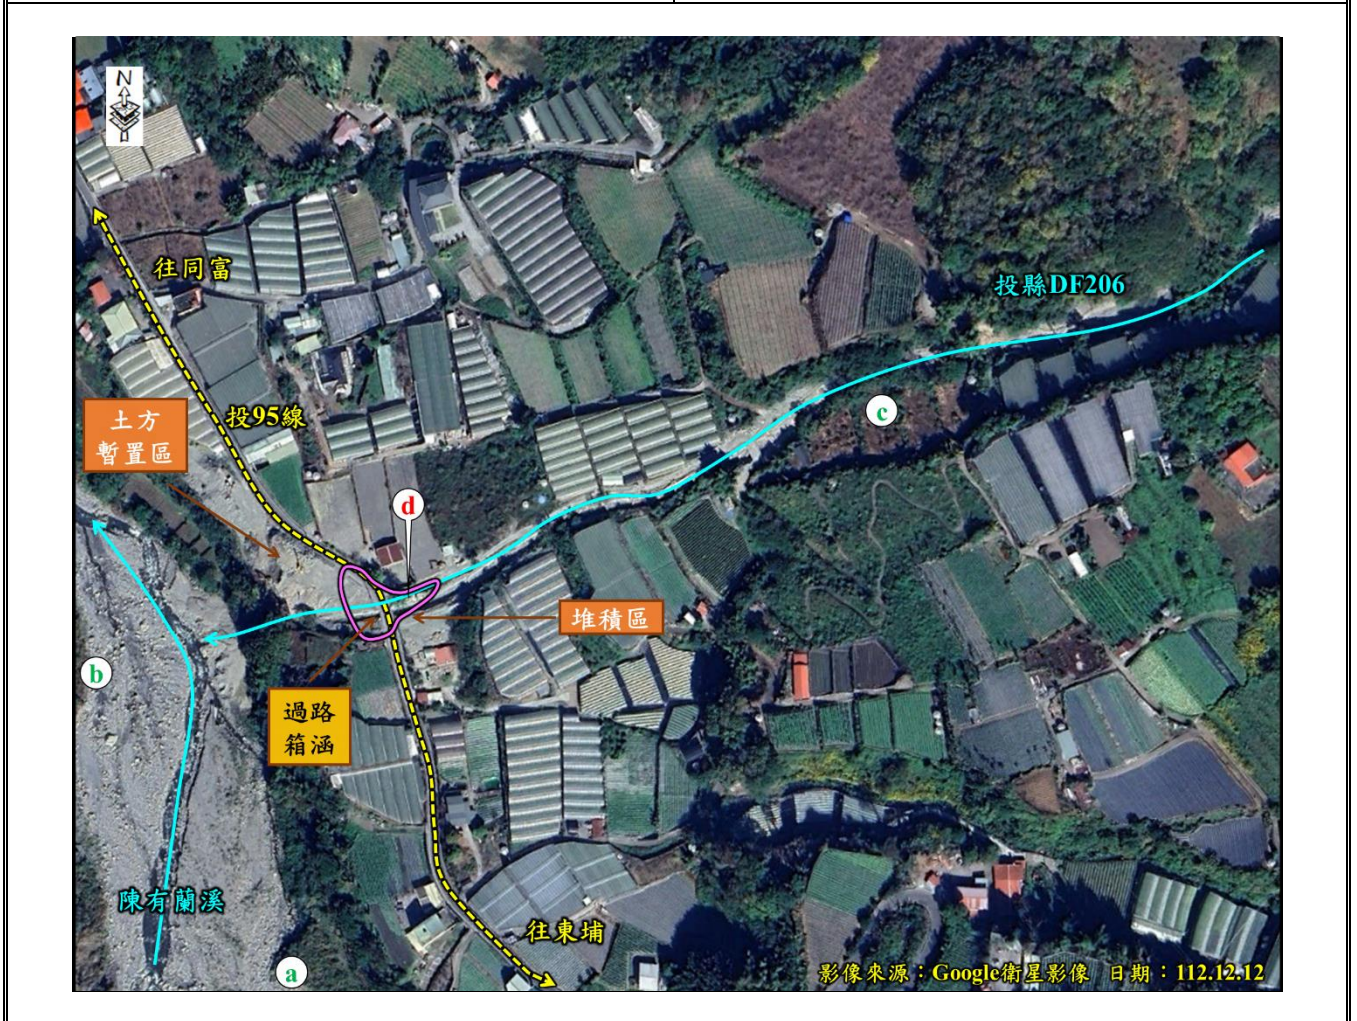 N
往同富
投縣DF206
投95線
土方
暫置區
c
d
堆積區
b
過路
箱涵
陳有蘭溪
往東埔
a
影像來源：Google衛星影像 日期：112.12.12